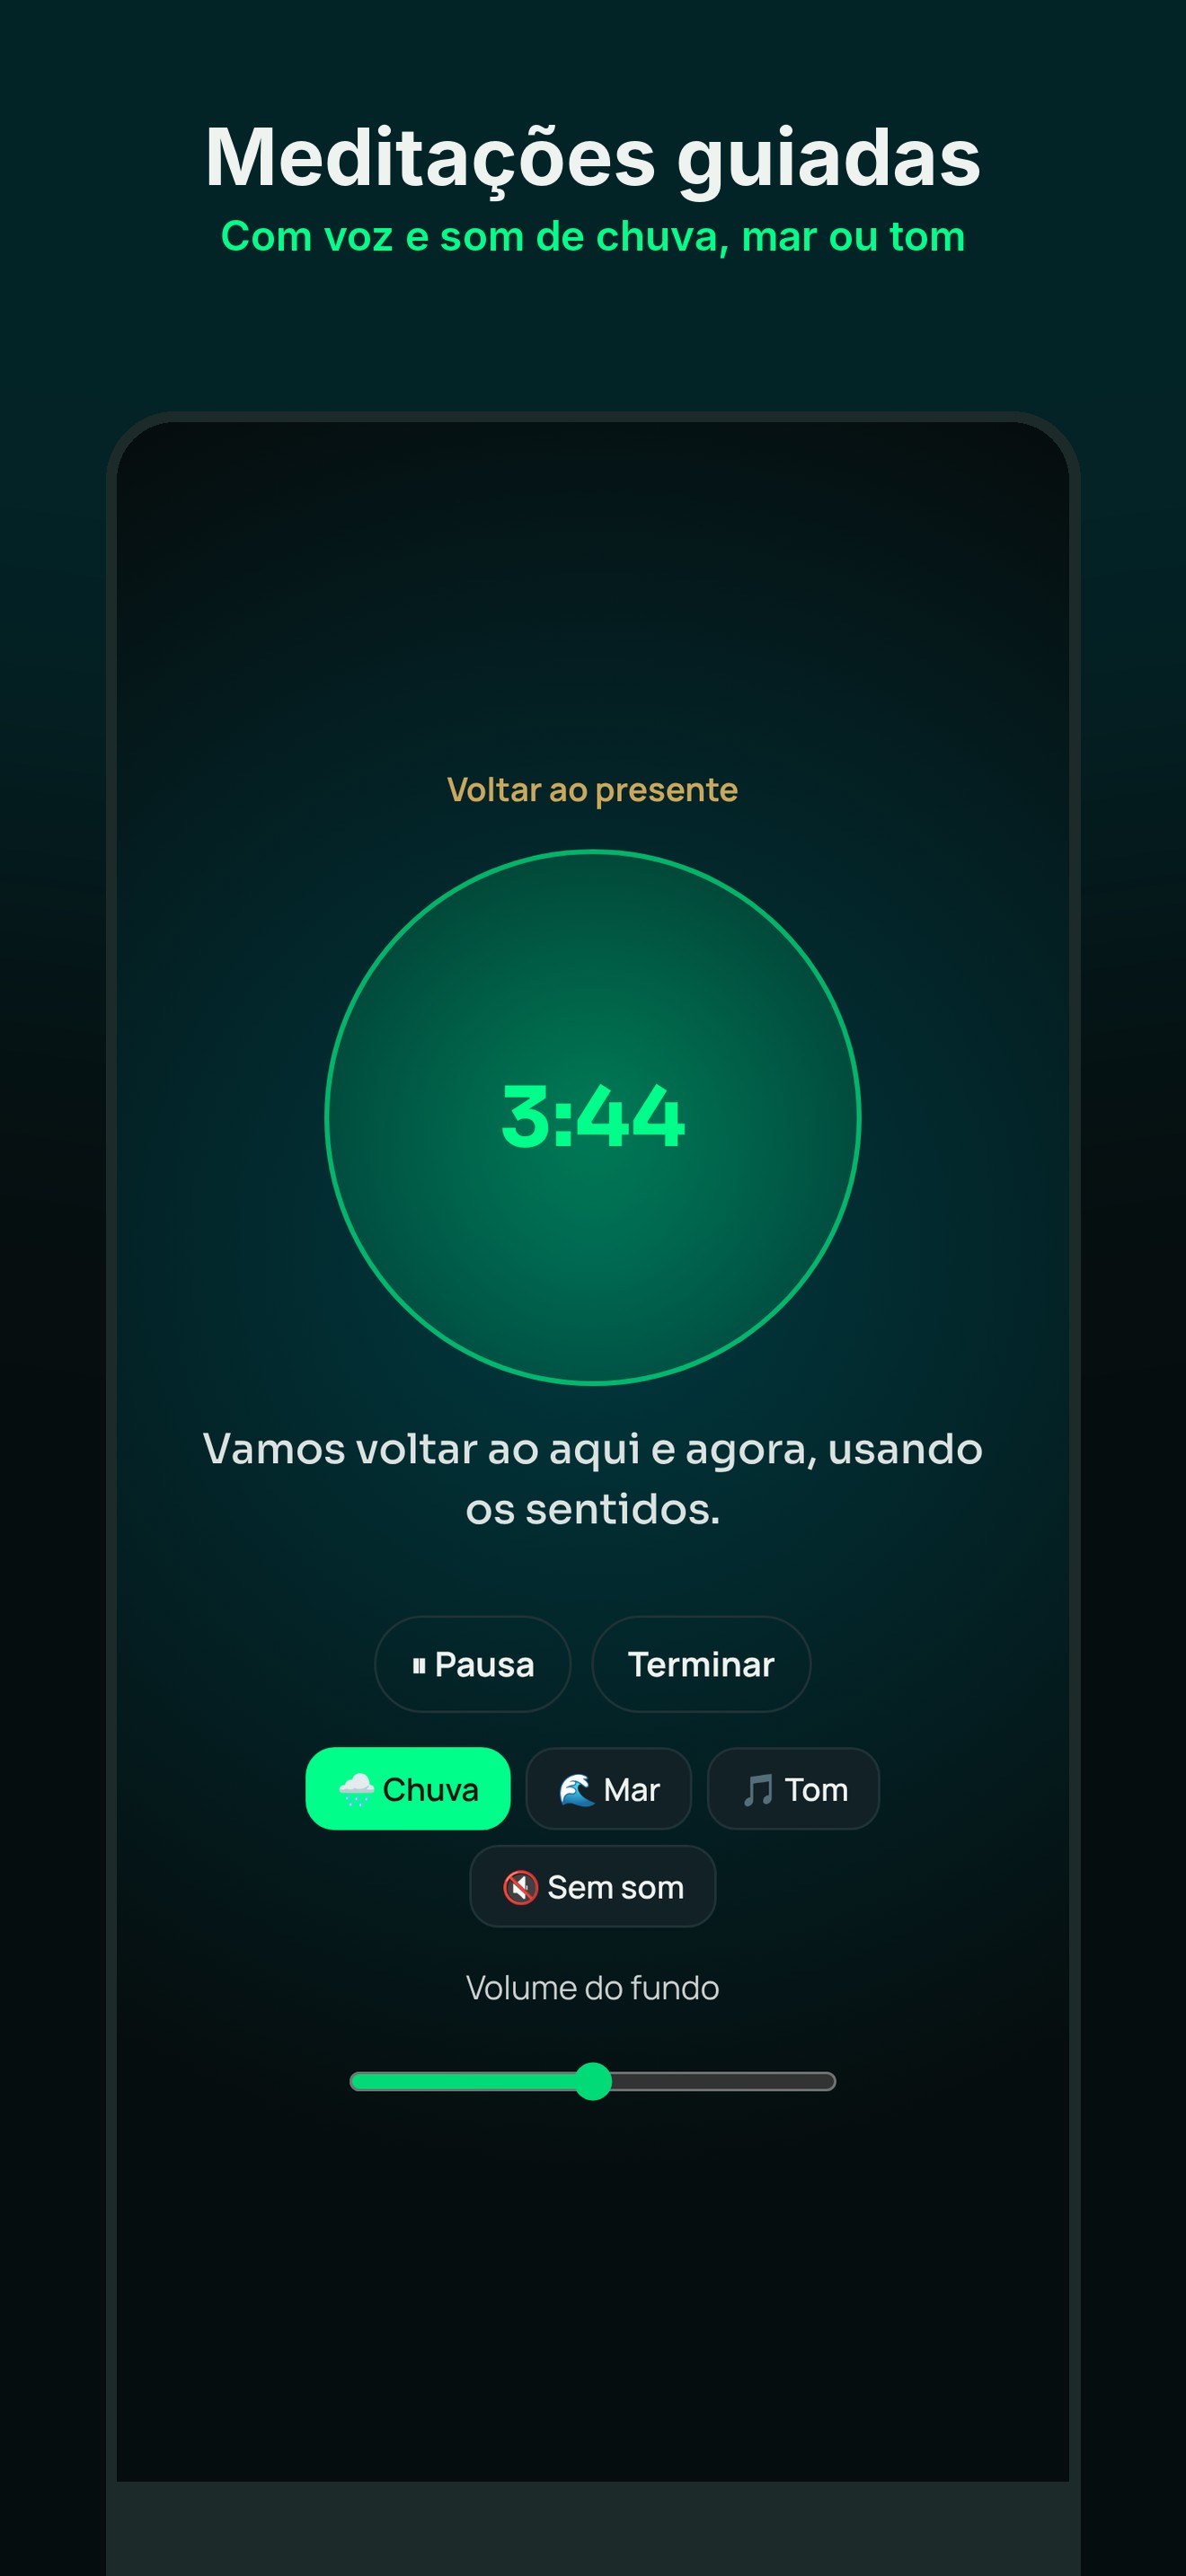 Meditações guiadas
Com voz e som de chuva, mar ou tom
Voltar ao presente
3:44
Vamos voltar ao aqui e agora, usando
os sentidos.
Pausa
Terminar
Chuva
Mar
Tom
Sem som
Volume do fundo